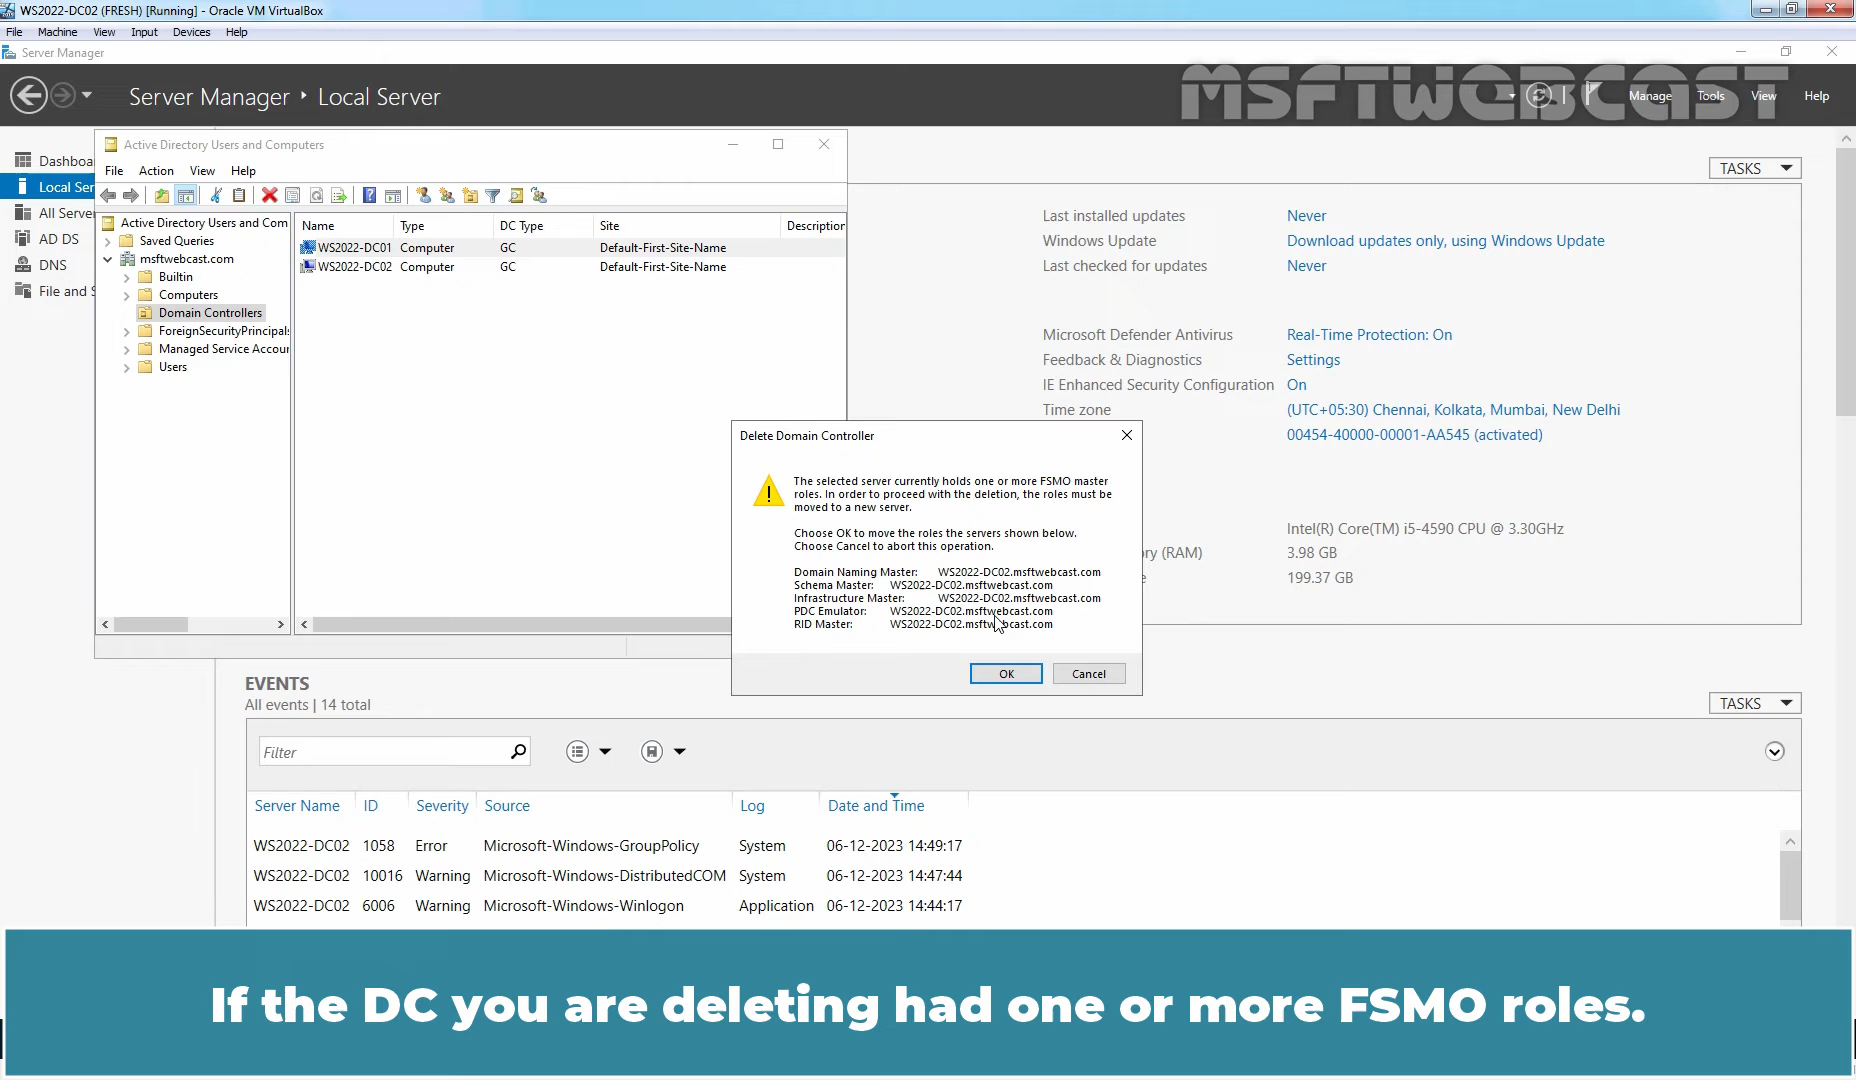 WS2022-DC02 (FRESH) [Running] - Oracle VM VirtualBox
File Machine View Input Devices Help
Server Manager
Server Manager ‣ Local Server
MSFTWEBCAST
Manage Tools View Help
Dashboa
Local Ser
All Server
AD DS
DNS
File and S
Active Directory Users and Computers
File Action View Help
Active Directory Users and Com
Saved Queries
msftwebcast.com
Builtin
Computers
Domain Controllers
ForeignSecurityPrincipals
Managed Service Accour
Users
Name Type DC Type Site Description
WS2022-DC01 Computer GC Default-First-Site-Name
WS2022-DC02 Computer GC Default-First-Site-Name
TASKS
Last installed updates Never
Windows Update Download updates only, using Windows Update
Last checked for updates Never
Microsoft Defender Antivirus Real-Time Protection: On
Feedback & Diagnostics Settings
IE Enhanced Security Configuration On
Time zone (UTC+05:30) Chennai, Kolkata, Mumbai, New Delhi
00454-40000-00001-AA545 (activated)
Intel(R) Core(TM) i5-4590 CPU @ 3.30GHz
ry (RAM) 3.98 GB
e 199.37 GB
Delete Domain Controller
The selected server currently holds one or more FSMO master
roles. In order to proceed with the deletion, the roles must be
moved to a new server.
Choose OK to move the roles the servers shown below.
Choose Cancel to abort this operation.
Domain Naming Master: WS2022-DC02.msftwebcast.com
Schema Master: WS2022-DC02.msftwebcast.com
Infrastructure Master: WS2022-DC02.msftwebcast.com
PDC Emulator: WS2022-DC02.msftwebcast.com
RID Master: WS2022-DC02.msftwebcast.com
OK Cancel
EVENTS
All events | 14 total
TASKS
Filter
Server Name ID Severity Source Log Date and Time
WS2022-DC02 1058 Error Microsoft-Windows-GroupPolicy System 06-12-2023 14:49:17
WS2022-DC02 10016 Warning Microsoft-Windows-DistributedCOM System 06-12-2023 14:47:44
WS2022-DC02 6006 Warning Microsoft-Windows-Winlogon Application 06-12-2023 14:44:17
If the DC you are deleting had one or more FSMO roles.